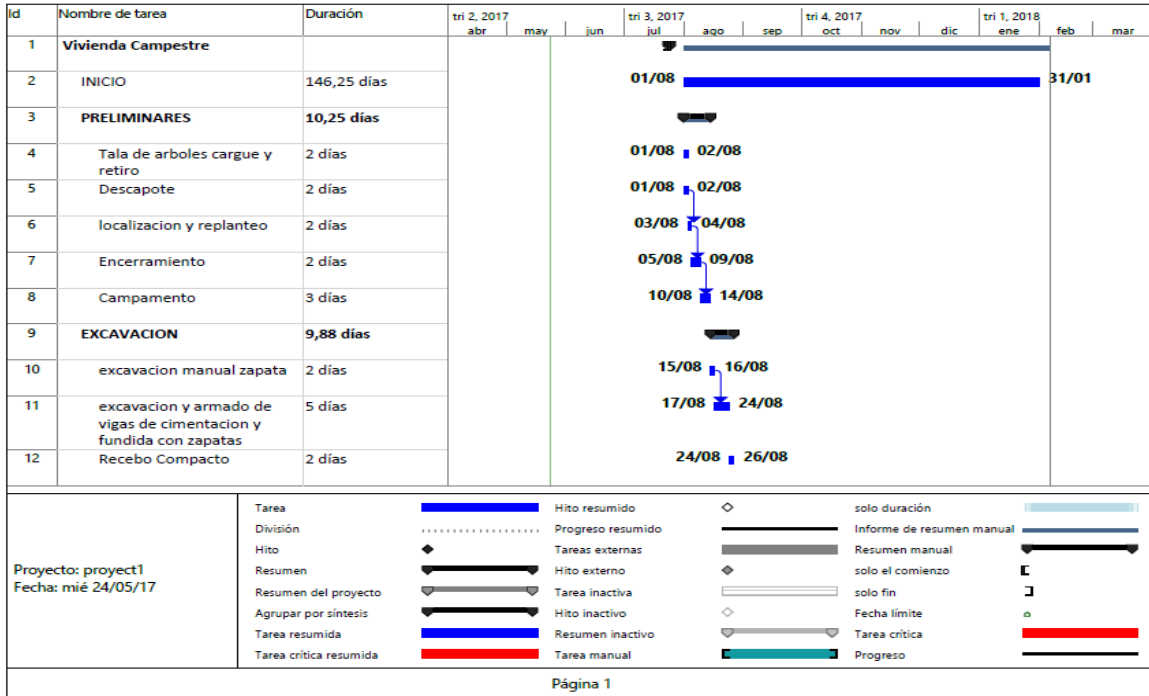 Id Nombre de tarea Duración tri 2, 2017 tri 3, 2017 tri 4, 2017 tri 1, 2018
abr may jun jul ago sep oct nov dic ene feb mar
1 Vivienda Campestre
2 INICIO 146,25 días 01/08 31/01
3 PRELIMINARES 10,25 días
4 Tala de arboles cargue y 2 días 01/08 02/08
retiro
5 Descapote 2 días 01/08 02/08
6 localizacion y replanteo 2 días 03/08 04/08
7 Encerramiento 2 días 05/08 09/08
8 Campamento 3 días 10/08 14/08
9 EXCAVACION 9,88 días
10 excavacion manual zapata 2 días 15/08 16/08
11 excavacion y armado de 5 días 17/08 24/08
vigas de cimentacion y
fundida con zapatas
12 Recebo Compacto 2 días 24/08 26/08
Proyecto: proyect1
Fecha: mié 24/05/17
Tarea Hito resumido solo duración
División Progreso resumido Informe de resumen manual
Hito Tareas externas Resumen manual
Resumen Hito externo solo el comienzo
Resumen del proyecto Tarea inactiva solo fin
Agrupar por síntesis Hito inactivo Fecha límite
Tarea resumida Resumen inactivo Tarea crítica
Tarea crítica resumida Tarea manual Progreso
Página 1